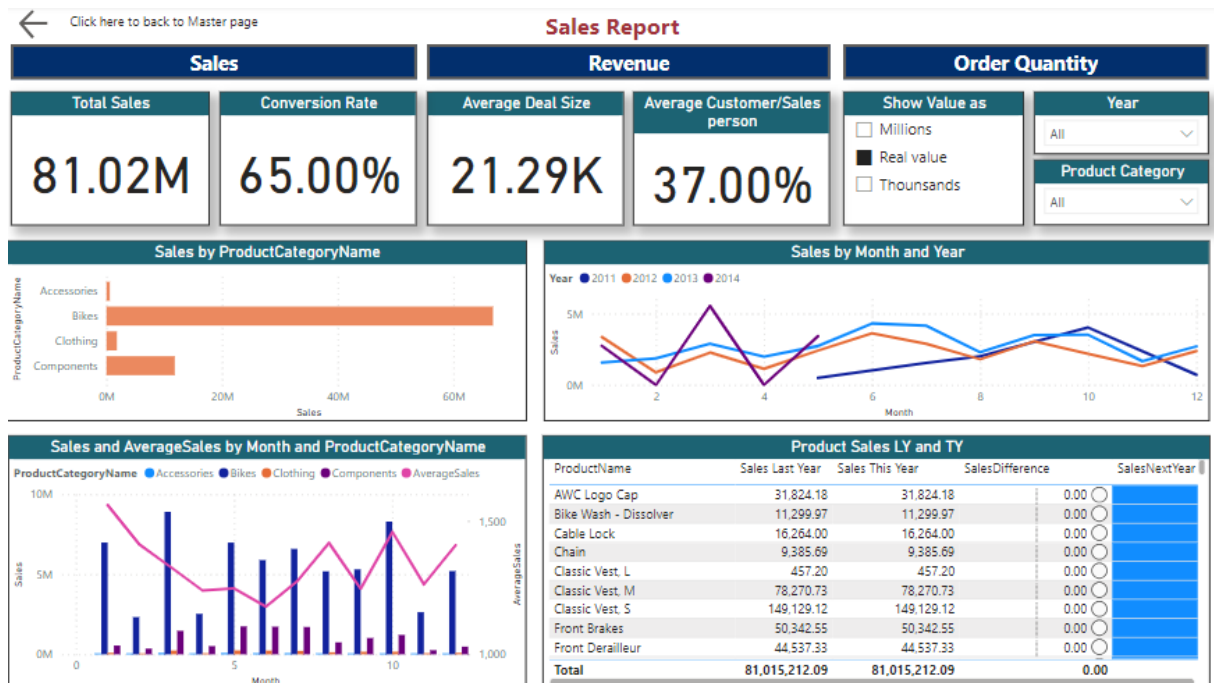 Click here to back to Master page
Sales Report
Sales
Revenue
Order Quantity
Total Sales
81.02M
Conversion Rate
65.00%
Average Deal Size
21.29K
Average Customer/Sales
person
37.00%
Show Value as
Millions
Real value
Thounsands
Year
All
Product Category
All
Sales by ProductCategoryName
ProductCategoryName
Accessories
Bikes
Clothing
Components
0M 20M 40M 60M
Sales
Sales by Month and Year
Year 2011 2012 2013 2014
Sales
5M
0M
2 4 6 8 10 12
Month
Sales and AverageSales by Month and ProductCategoryName
ProductCategoryName Accessories Bikes Clothing Components AverageSales
Sales
10M
5M
0M
0 5 10
Month
1,500
1,000
AverageSales
Product Sales LY and TY
ProductName Sales Last Year Sales This Year SalesDifference SalesNextYear
AWC Logo Cap 31,824.18 31,824.18 0.00
Bike Wash - Dissolver 11,299.97 11,299.97 0.00
Cable Lock 16,264.00 16,264.00 0.00
Chain 9,385.69 9,385.69 0.00
Classic Vest, L 457.20 457.20 0.00
Classic Vest, M 78,270.73 78,270.73 0.00
Classic Vest, S 149,129.12 149,129.12 0.00
Front Brakes 50,342.55 50,342.55 0.00
Front Derailleur 44,537.33 44,537.33 0.00
Total 81,015,212.09 81,015,212.09 0.00